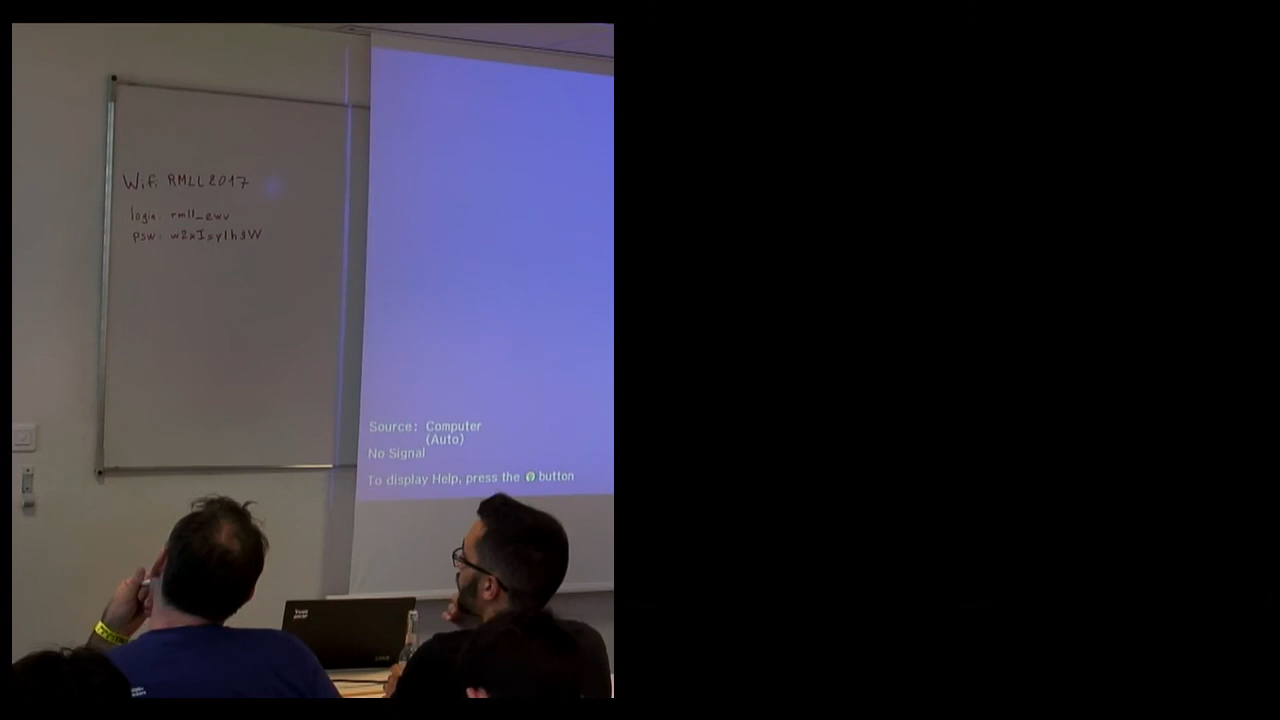 Wifi RMLL2017
login: rmll_ewv
psw: w2xIsylh3W
Source: Computer
(Auto)
No Signal
To display Help, press the button